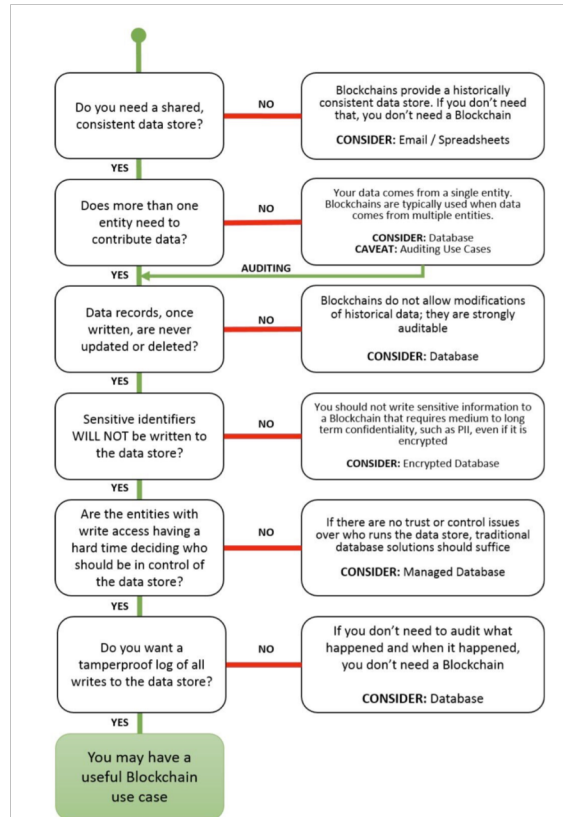 Do you need a shared,
consistent data store?
NO
Blockchains provide a historically
consistent data store. If you don't need
that, you don't need a Blockchain
CONSIDER: Email / Spreadsheets
YES
Does more than one
entity need to
contribute data?
NO
Your data comes from a single entity.
Blockchains are typically used when data
comes from multiple entities.
CONSIDER: Database
CAVEAT: Auditing Use Cases
AUDITING
YES
Data records, once
written, are never
updated or deleted?
NO
Blockchains do not allow modifications
of historical data; they are strongly
auditable
CONSIDER: Database
YES
Sensitive identifiers
WILL NOT be written to
the data store?
NO
You should not write sensitive information to
a Blockchain that requires medium to long
term confidentiality, such as PII, even if it is
encrypted
CONSIDER: Encrypted Database
YES
Are the entities with
write access having a
hard time deciding who
should be in control of
the data store?
NO
If there are no trust or control issues
over who runs the data store, traditional
database solutions should suffice
CONSIDER: Managed Database
YES
Do you want a
tamperproof log of all
writes to the data store?
NO
If you don't need to audit what
happened and when it happened,
you don't need a Blockchain
CONSIDER: Database
YES
You may have a
useful Blockchain
use case